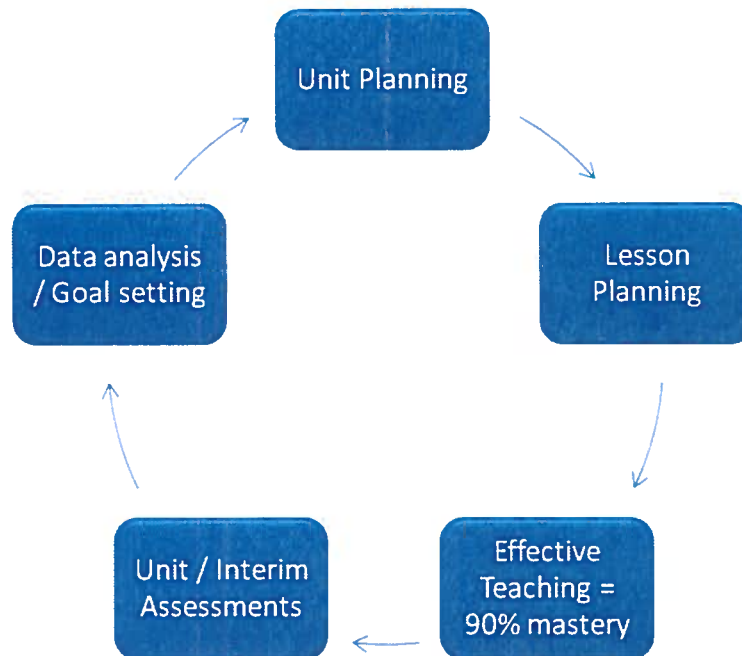 Unit Planning
Lesson
Planning
Effective
Teaching =
90% mastery
Unit / Interim
Assessments
Data analysis
/ Goal setting